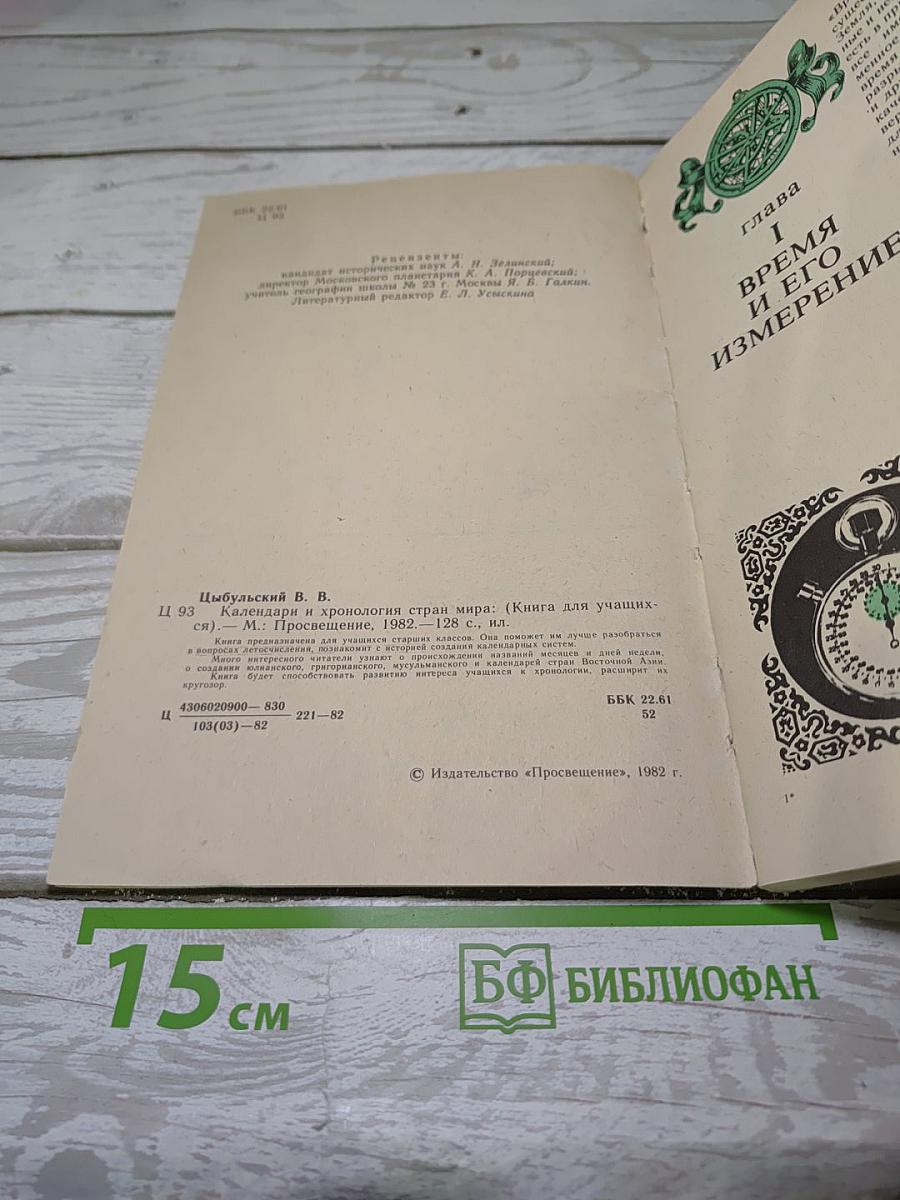 ББК 22.61
Ц 93
Рецензенты:
кандидат исторических наук А. Н. Зелинский;
директор Московского планетария К. А. Порцевский;
учитель географии школы № 23 г. Москвы Я. Б. Галкин.
Литературный редактор Е. Л. Усыскина
Цыбульский В. В.
Ц 93 Календари и хронология стран мира: (Книга для учащих-
ся).— М.: Просвещение, 1982.—128 с., ил.
Книга предназначена для учащихся старших классов. Она поможет им лучше разобраться
в вопросах летосчисления, познакомит с историей создания календарных систем.
Много интересного читатели узнают о происхождении названий месяцев и дней недели,
о создании юлианского, григорианского, мусульманского и календарей стран Восточной Азии.
Книга будет способствовать развитию интереса учащихся к хронологии, расширит их
кругозор.
Ц 4306020900— 830
103(03)—82
221—82
ББК 22.61
52
© Издательство «Просвещение», 1982 г.
глава
I
ВРЕМЯ
И ЕГО
ИЗМЕРЕНИЕ
1*
15 см
БФ БИБЛИОФАН